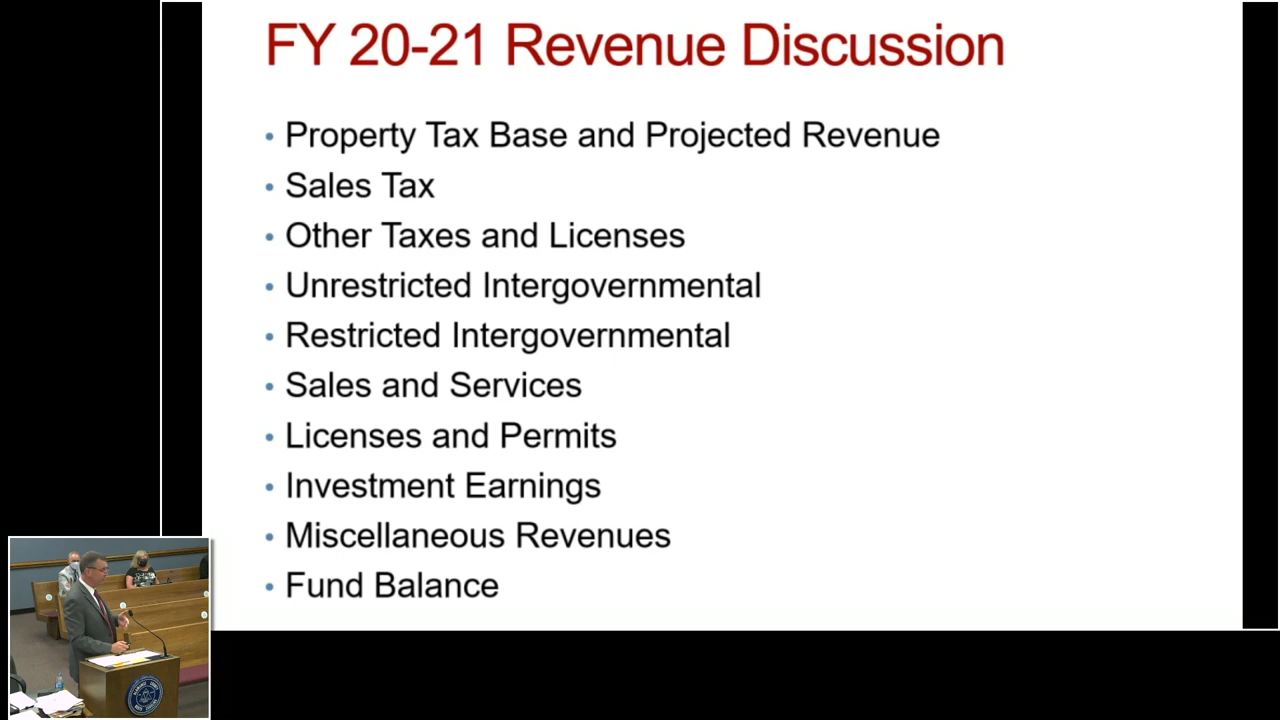 FY 20-21 Revenue Discussion
• Property Tax Base and Projected Revenue
• Sales Tax
• Other Taxes and Licenses
• Unrestricted Intergovernmental
• Restricted Intergovernmental
• Sales and Services
• Licenses and Permits
• Investment Earnings
• Miscellaneous Revenues
• Fund Balance